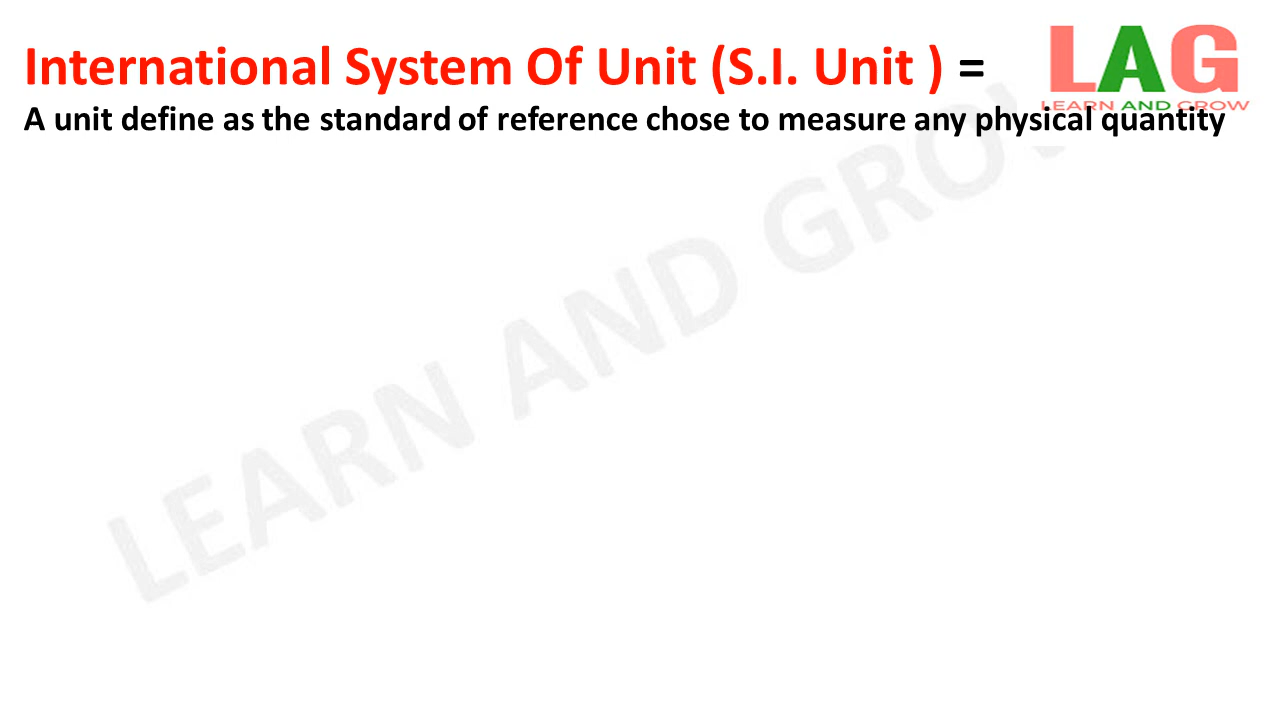 International System Of Unit (S.I. Unit ) =
LAG
LEARN AND GROW
A unit define as the standard of reference chose to measure any physical quantity
LEARN AND GROW